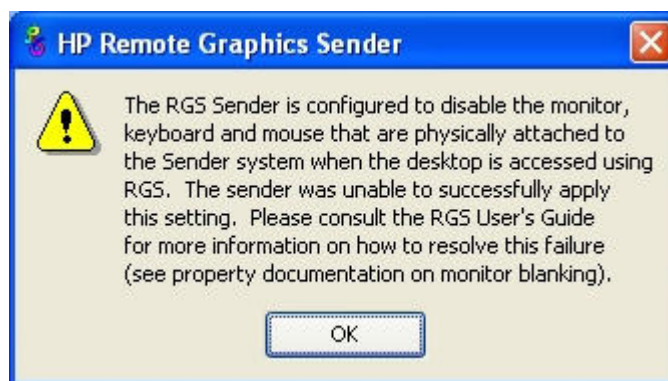 HP Remote Graphics Sender
The RGS Sender is configured to disable the monitor,
keyboard and mouse that are physically attached to
the Sender system when the desktop is accessed using
RGS. The sender was unable to successfully apply
this setting. Please consult the RGS User's Guide
for more information on how to resolve this failure
(see property documentation on monitor blanking).
OK